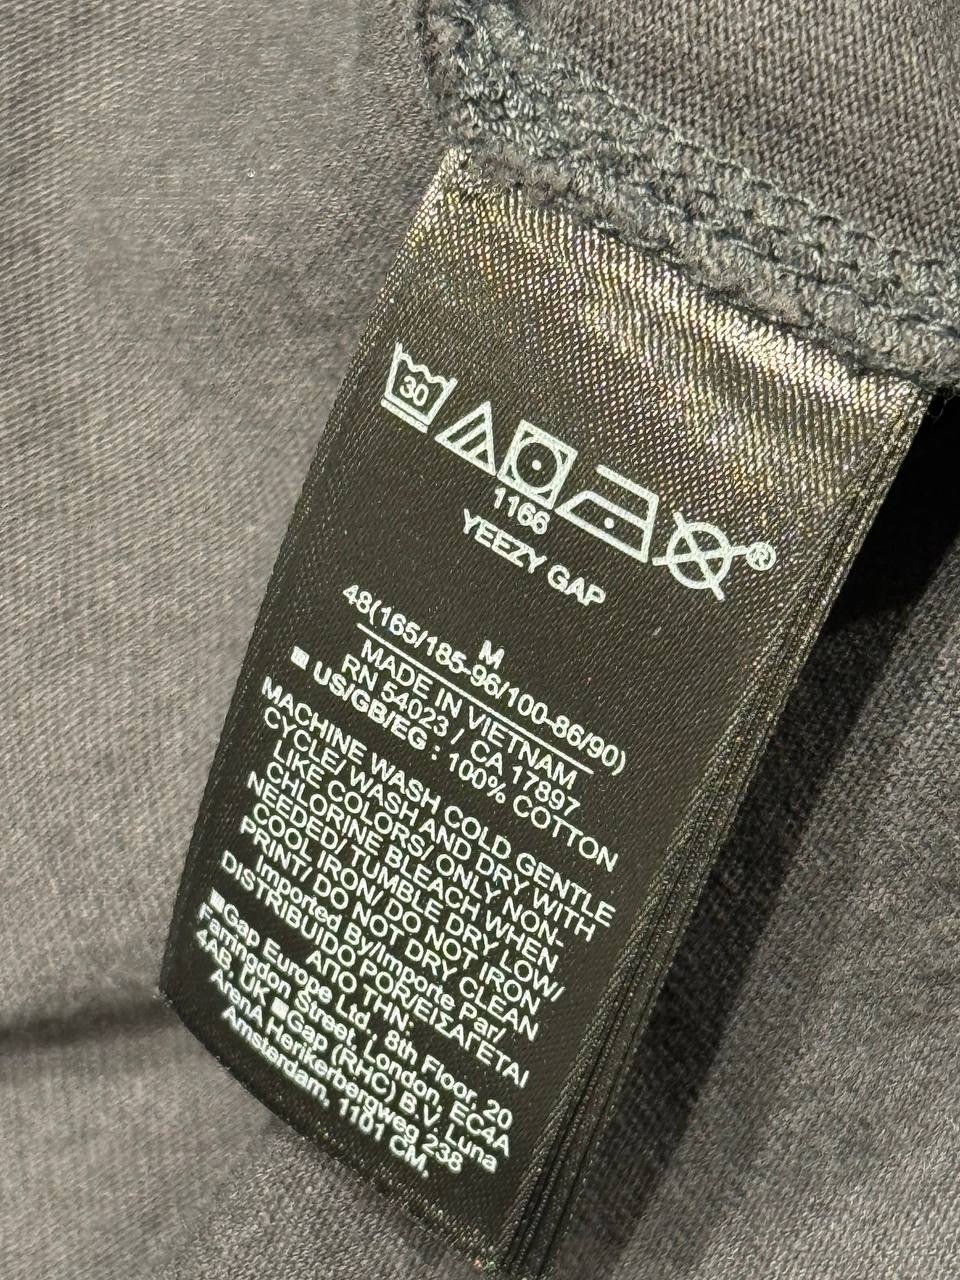 30
®
1166
YEEZY GAP
M
48(165/185-96/100-86/90)
MADE IN VIETNAM
RN 54023 / CA 17897
US/GB/EG : 100% COTTON
MACHINE WASH COLD GENTLE
CYCLE/ WASH AND DRY WITH
LIKE COLORS/ ONLY NON-
CHLORINE BLEACH WHEN
NEEDED/ TUMBLE DRY LOW/
COOL IRON/ DO NOT IRON
PRINT/ DO NOT DRY CLEAN
Imported By/Importe Par/
DISTRIBUIDO POR/ΕΙΣΑΓΕΤΑΙ
ΑΠΟ ΤΗΝ:
Gap Europe Ltd., 8th Floor, 20
Farringdon Street, London, EC4A
4AB, UK Gap (RHC) B.V. Luna
ArenA Herikerbergweg 238
Amsterdam, 1101 CM,